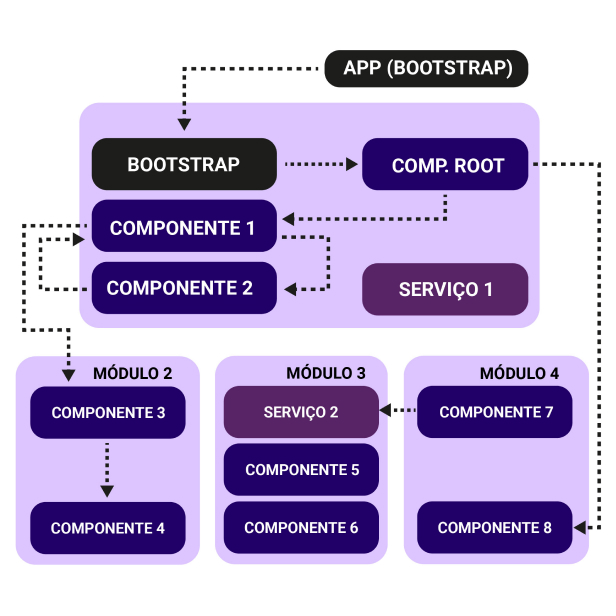 APP (BOOTSTRAP)
BOOTSTRAP
COMP. ROOT
COMPONENTE 1
COMPONENTE 2
SERVIÇO 1
MÓDULO 2
COMPONENTE 3
COMPONENTE 4
MÓDULO 3
SERVIÇO 2
COMPONENTE 5
COMPONENTE 6
MÓDULO 4
COMPONENTE 7
COMPONENTE 8